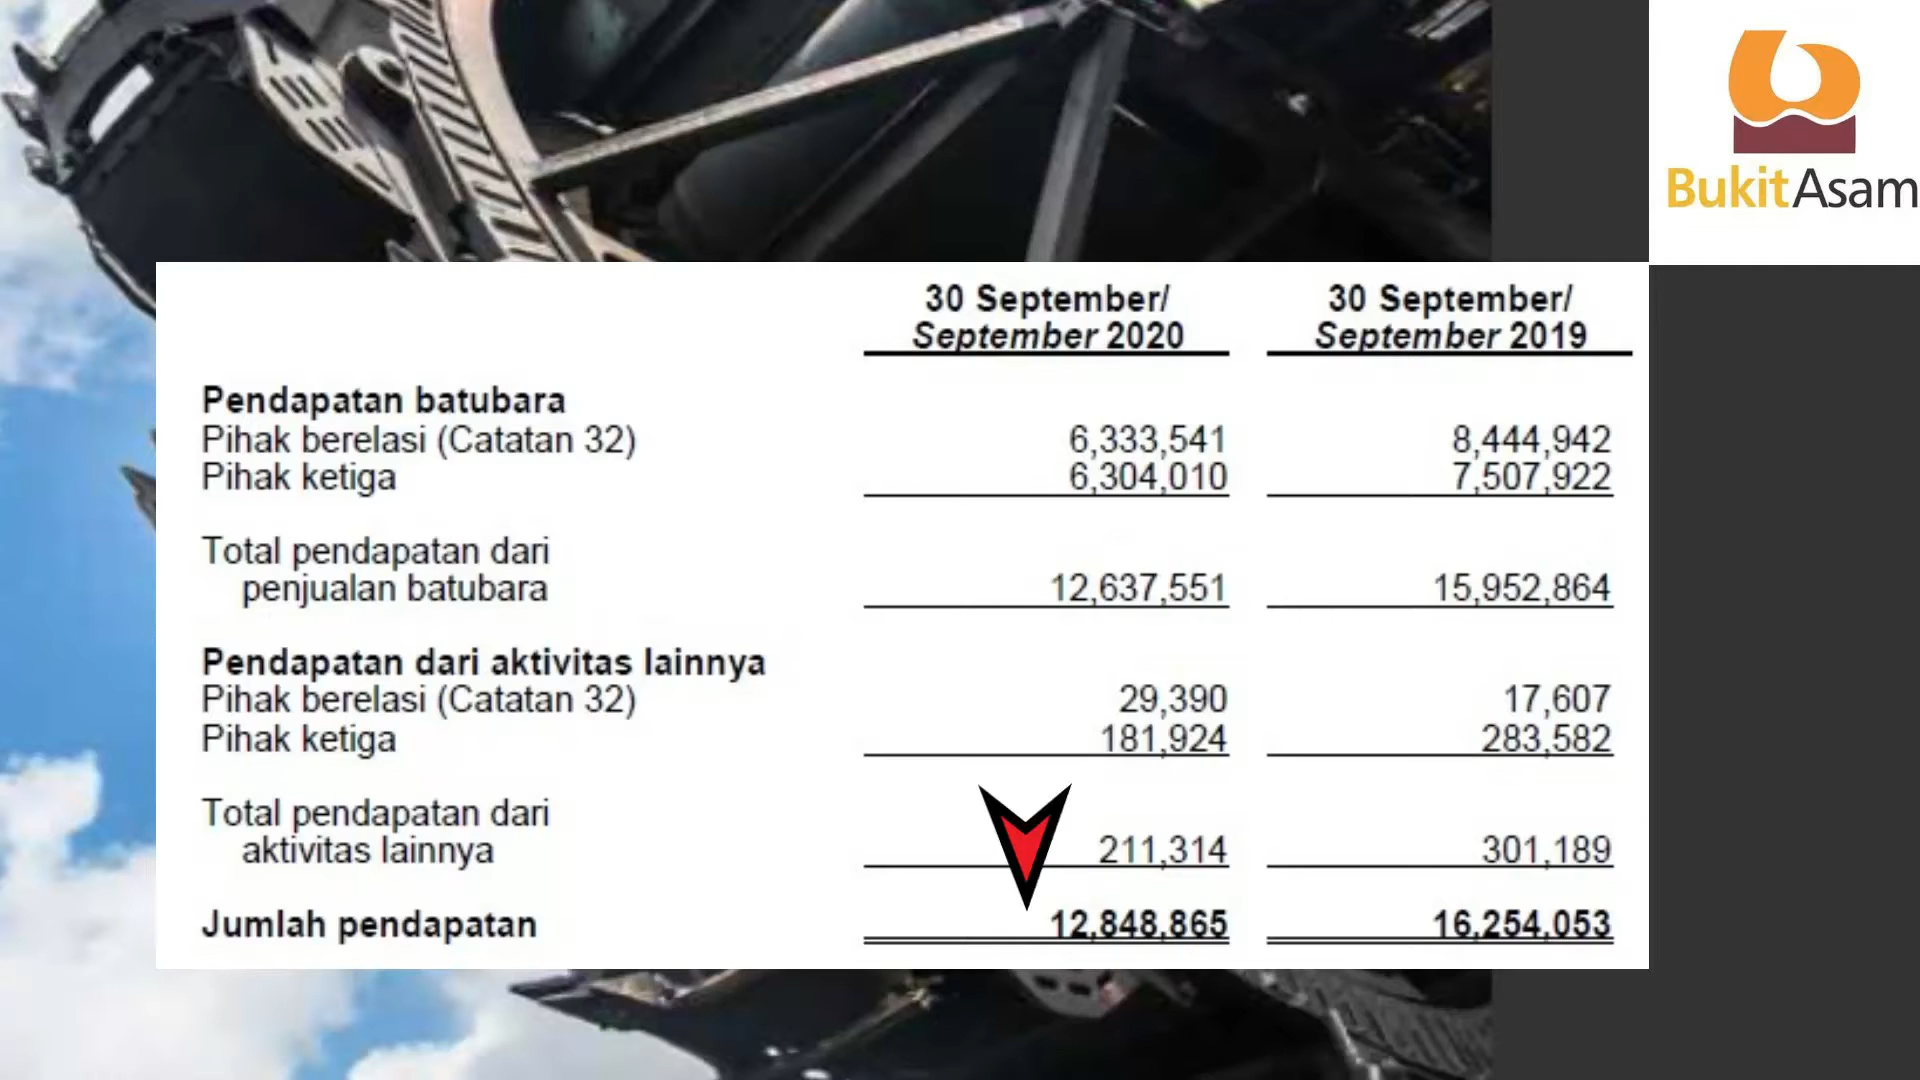 BukitAsam
30 September/ 30 September/
September 2020 September 2019
Pendapatan batubara
Pihak berelasi (Catatan 32) 6,333,541 8,444,942
Pihak ketiga 6,304,010 7,507,922
Total pendapatan dari
penjualan batubara 12,637,551 15,952,864
Pendapatan dari aktivitas lainnya
Pihak berelasi (Catatan 32) 29,390 17,607
Pihak ketiga 181,924 283,582
Total pendapatan dari
aktivitas lainnya 211,314 301,189
Jumlah pendapatan 12,848,865 16,254,053